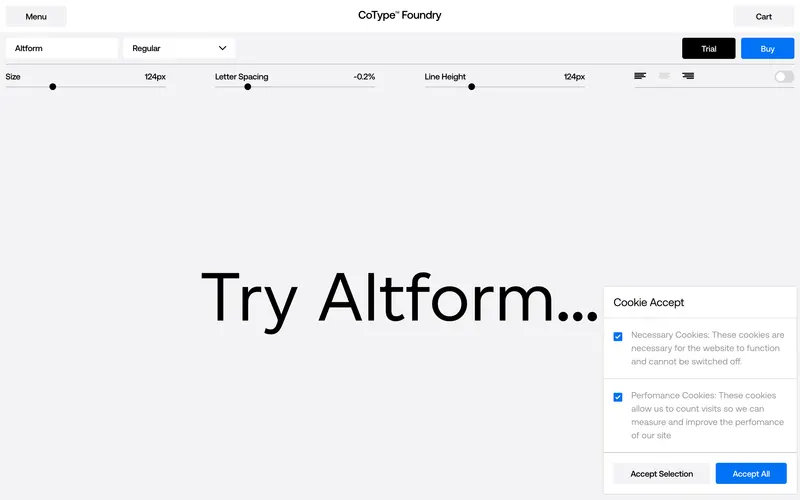 Menu
CoType™ Foundry
Cart
Altform
Regular
Trial
Buy
Size
124px
Letter Spacing
-0.2%
Line Height
124px
Try Altform...
Cookie Accept
Necessary Cookies: These cookies are
necessary for the website to function
and cannot be switched off.
Perfomance Cookies: These cookies
allow us to count visits so we can
measure and improve the perfomance
of our site
Accept Selection
Accept All